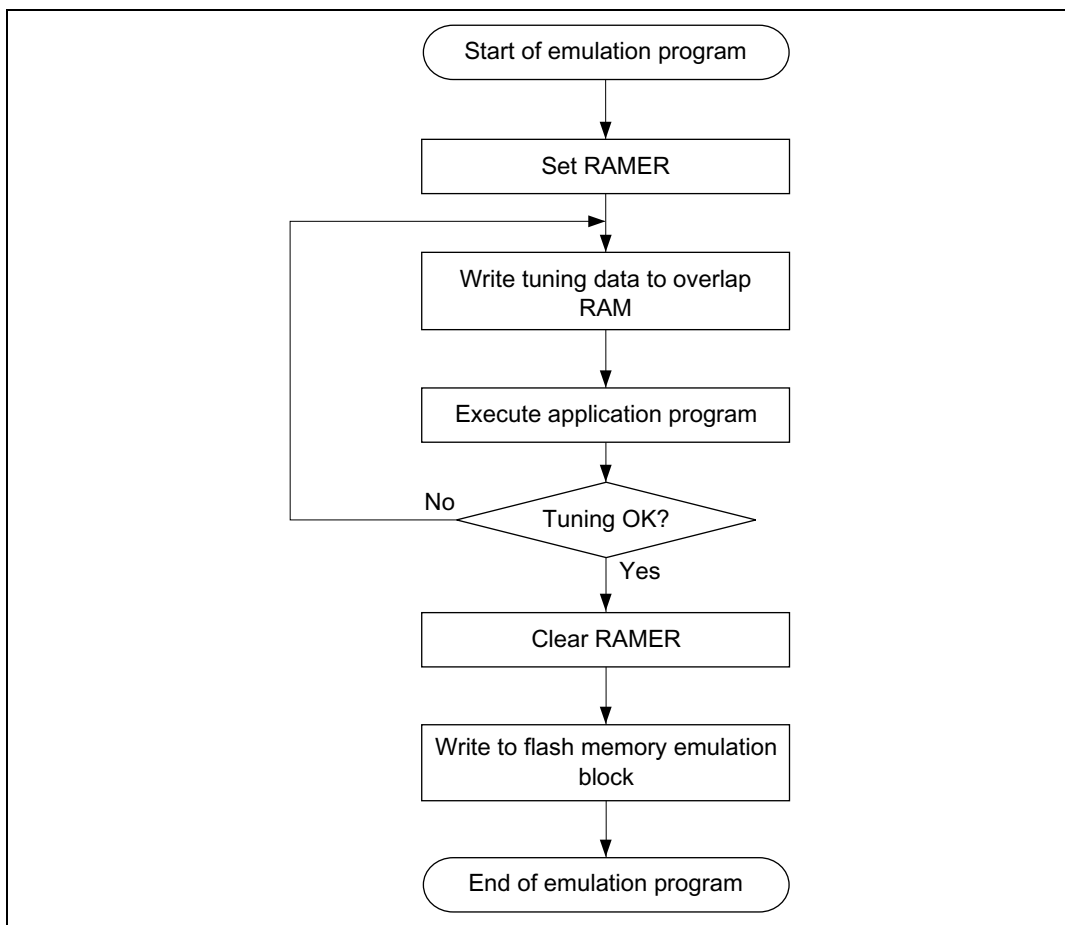 Start of emulation program
Set RAMER
Write tuning data to overlap
RAM
Execute application program
No
Tuning OK?
Yes
Clear RAMER
Write to flash memory emulation
block
End of emulation program